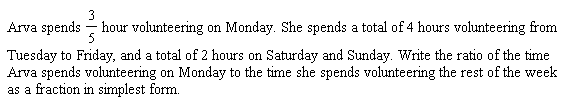 Arva spends 3/5 hour volunteering on Monday. She spends a total of 4 hours volunteering from
Tuesday to Friday, and a total of 2 hours on Saturday and Sunday. Write the ratio of the time
Arva spends volunteering on Monday to the time she spends volunteering the rest of the week
as a fraction in simplest form.